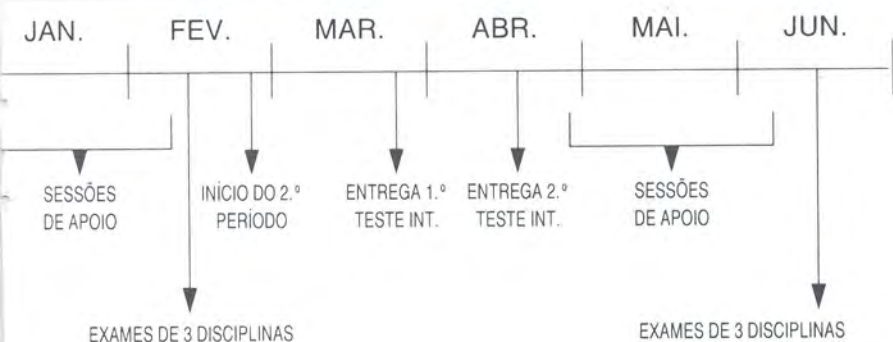 JAN. FEV. MAR. ABR. MAI. JUN.
SESSÕES
DE APOIO
INÍCIO DO 2.º
PERÍODO
ENTREGA 1.º
TESTE INT.
ENTREGA 2.º
TESTE INT.
SESSÕES
DE APOIO
EXAMES DE 3 DISCIPLINAS
EXAMES DE 3 DISCIPLINAS